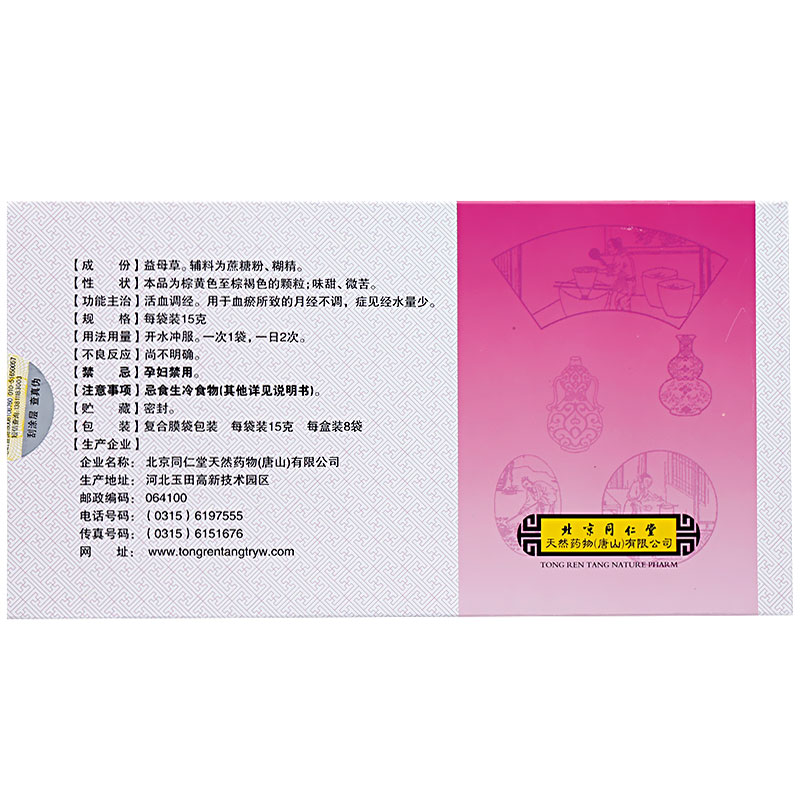 【成　份】益母草。辅料为蔗糖粉、糊精。
【性　状】本品为棕黄色至棕褐色的颗粒；味甜、微苦。
【功能主治】活血调经。用于血瘀所致的月经不调，症见经水量少。
【规　格】每袋装15克
【用法用量】开水冲服。一次1袋，一日2次。
【不良反应】尚不明确。
【禁　忌】孕妇禁用。
【注意事项】忌食生冷食物(其他详见说明书)。
【贮　藏】密封。
【包　装】复合膜袋包装　每袋装15克　每盒装8袋
【生产企业】
企业名称：北京同仁堂天然药物(唐山)有限公司
生产地址：河北玉田高新技术园区
邮政编码：064100
电话号码：(0315)6197555
传真号码：(0315)6151676
网　址：www.tongrentangtryw.com
刮涂层 查真伪
北京同仁堂
天然药物(唐山)有限公司
TONG REN TANG NATURE PHARM